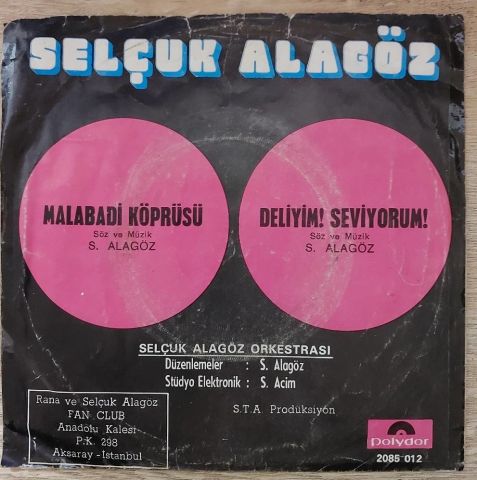 SELÇUK ALAGÖZ
MALABADİ KÖPRÜSÜ
Söz ve Müzik
S. ALAGÖZ
DELİYİM! SEVİYORUM!
Söz ve Müzik
S. ALAGÖZ
SELÇUK ALAGÖZ ORKESTRASI
Düzenlemeler : S. Alagöz
Stüdyo Elektronik : S. Acim
S.T.A Prodüksiyon
Rana ve Selçuk Alagöz
FAN CLUB
Anadolu Kalesi
P.K. 298
Aksaray - İstanbul
polydor
2085 012